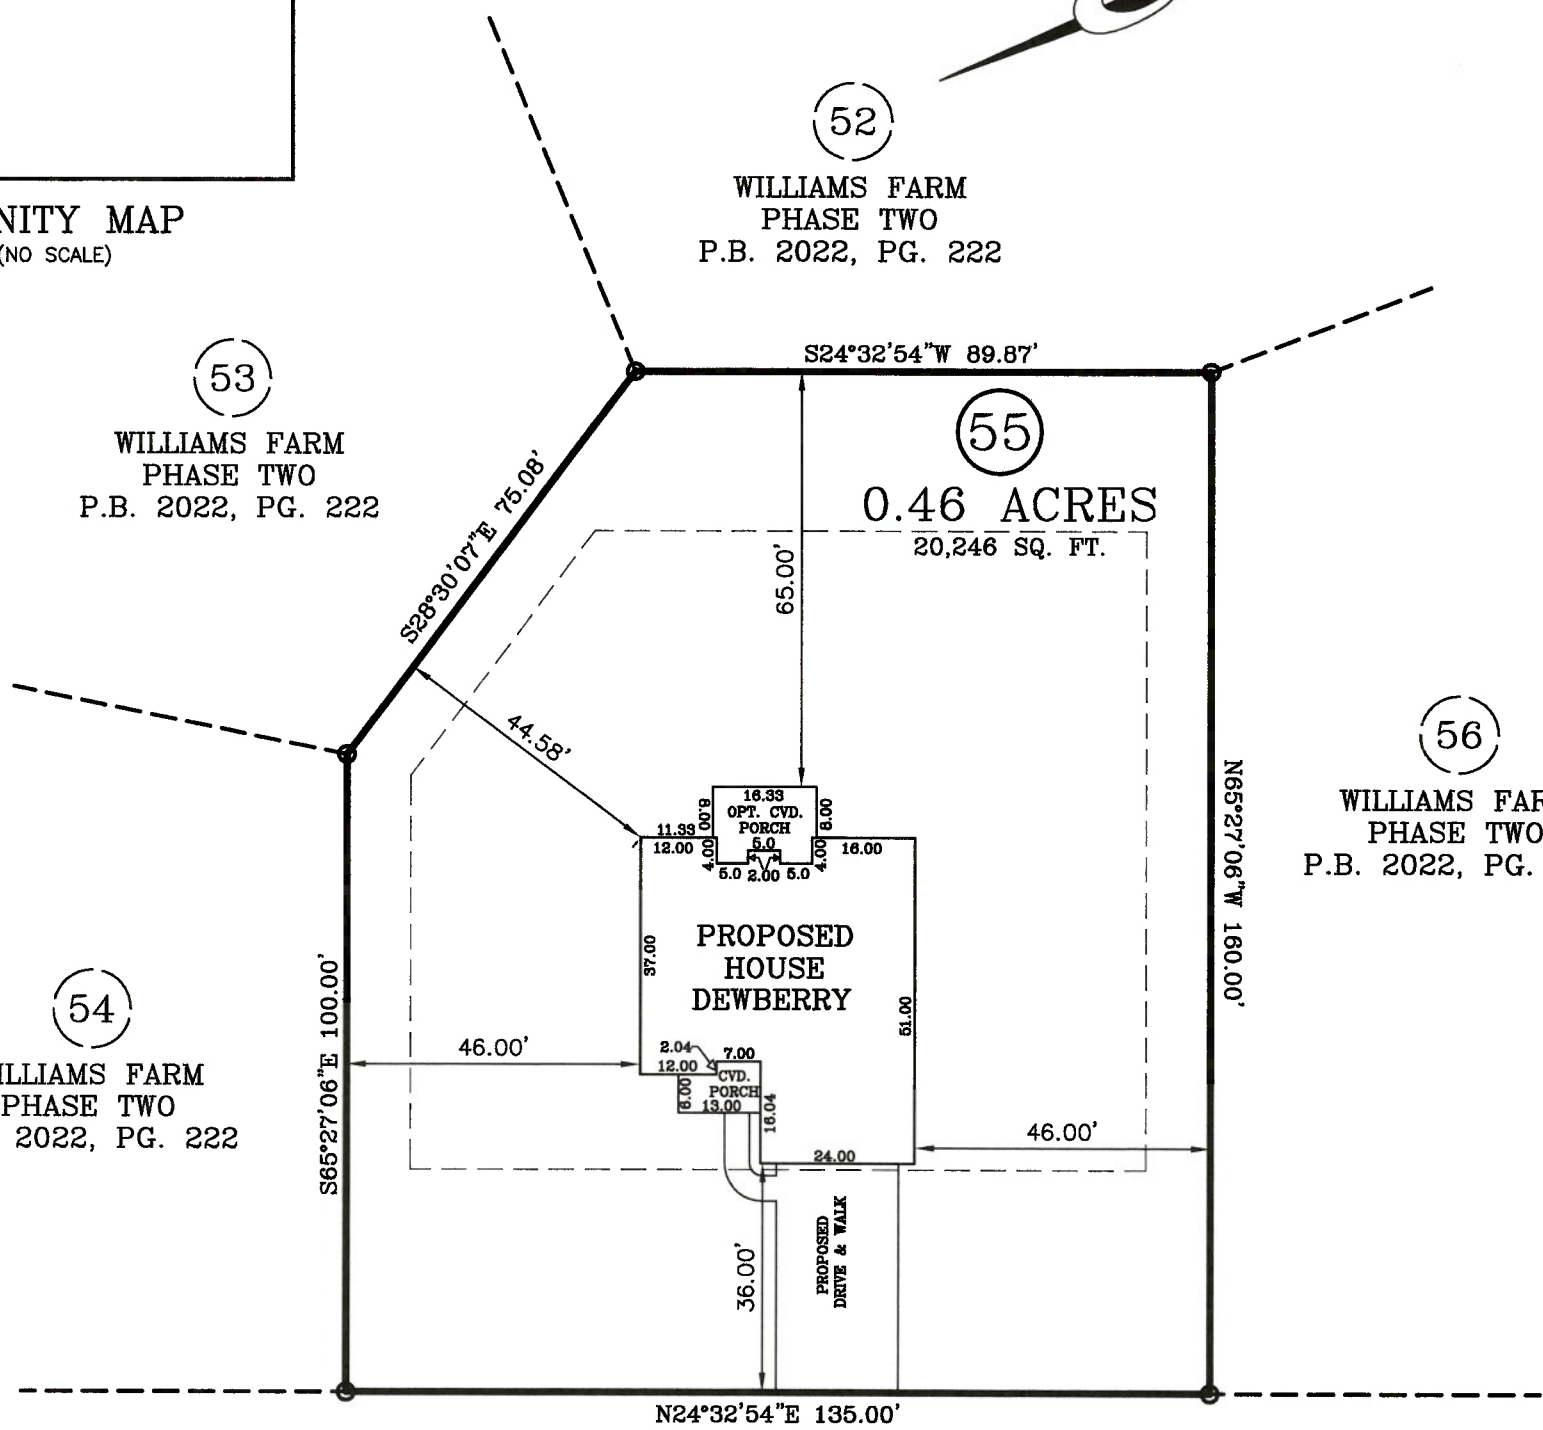 52
WILLIAMS FARM
PHASE TWO
P.B. 2022, PG. 222
NITY MAP
(NO SCALE)
S24°32'54"W 89.87'
53
WILLIAMS FARM
PHASE TWO
P.B. 2022, PG. 222
S28°30'07"E 75.08'
55
0.46 ACRES
20,246 SQ. FT.
65.00'
44.58'
56
WILLIAMS FAR
PHASE TWO
P.B. 2022, PG.
N65°27'06"W 160.00'
16.33
OPT. CVD.
PORCH
8.00
8.00
11.33
12.00
4.00
5.0
5.0
2.00
5.0
4.00
16.00
PROPOSED
HOUSE
DEWBERRY
37.00
51.00
54
ILLIAMS FARM
PHASE TWO
2022, PG. 222
S65°27'06"E 100.00'
46.00'
2.04
7.00
12.00
CVD.
PORCH
6.00
13.00
16.04
24.00
46.00'
36.00'
PROPOSED
DRIVE & WALK
N24°32'54"E 135.00'